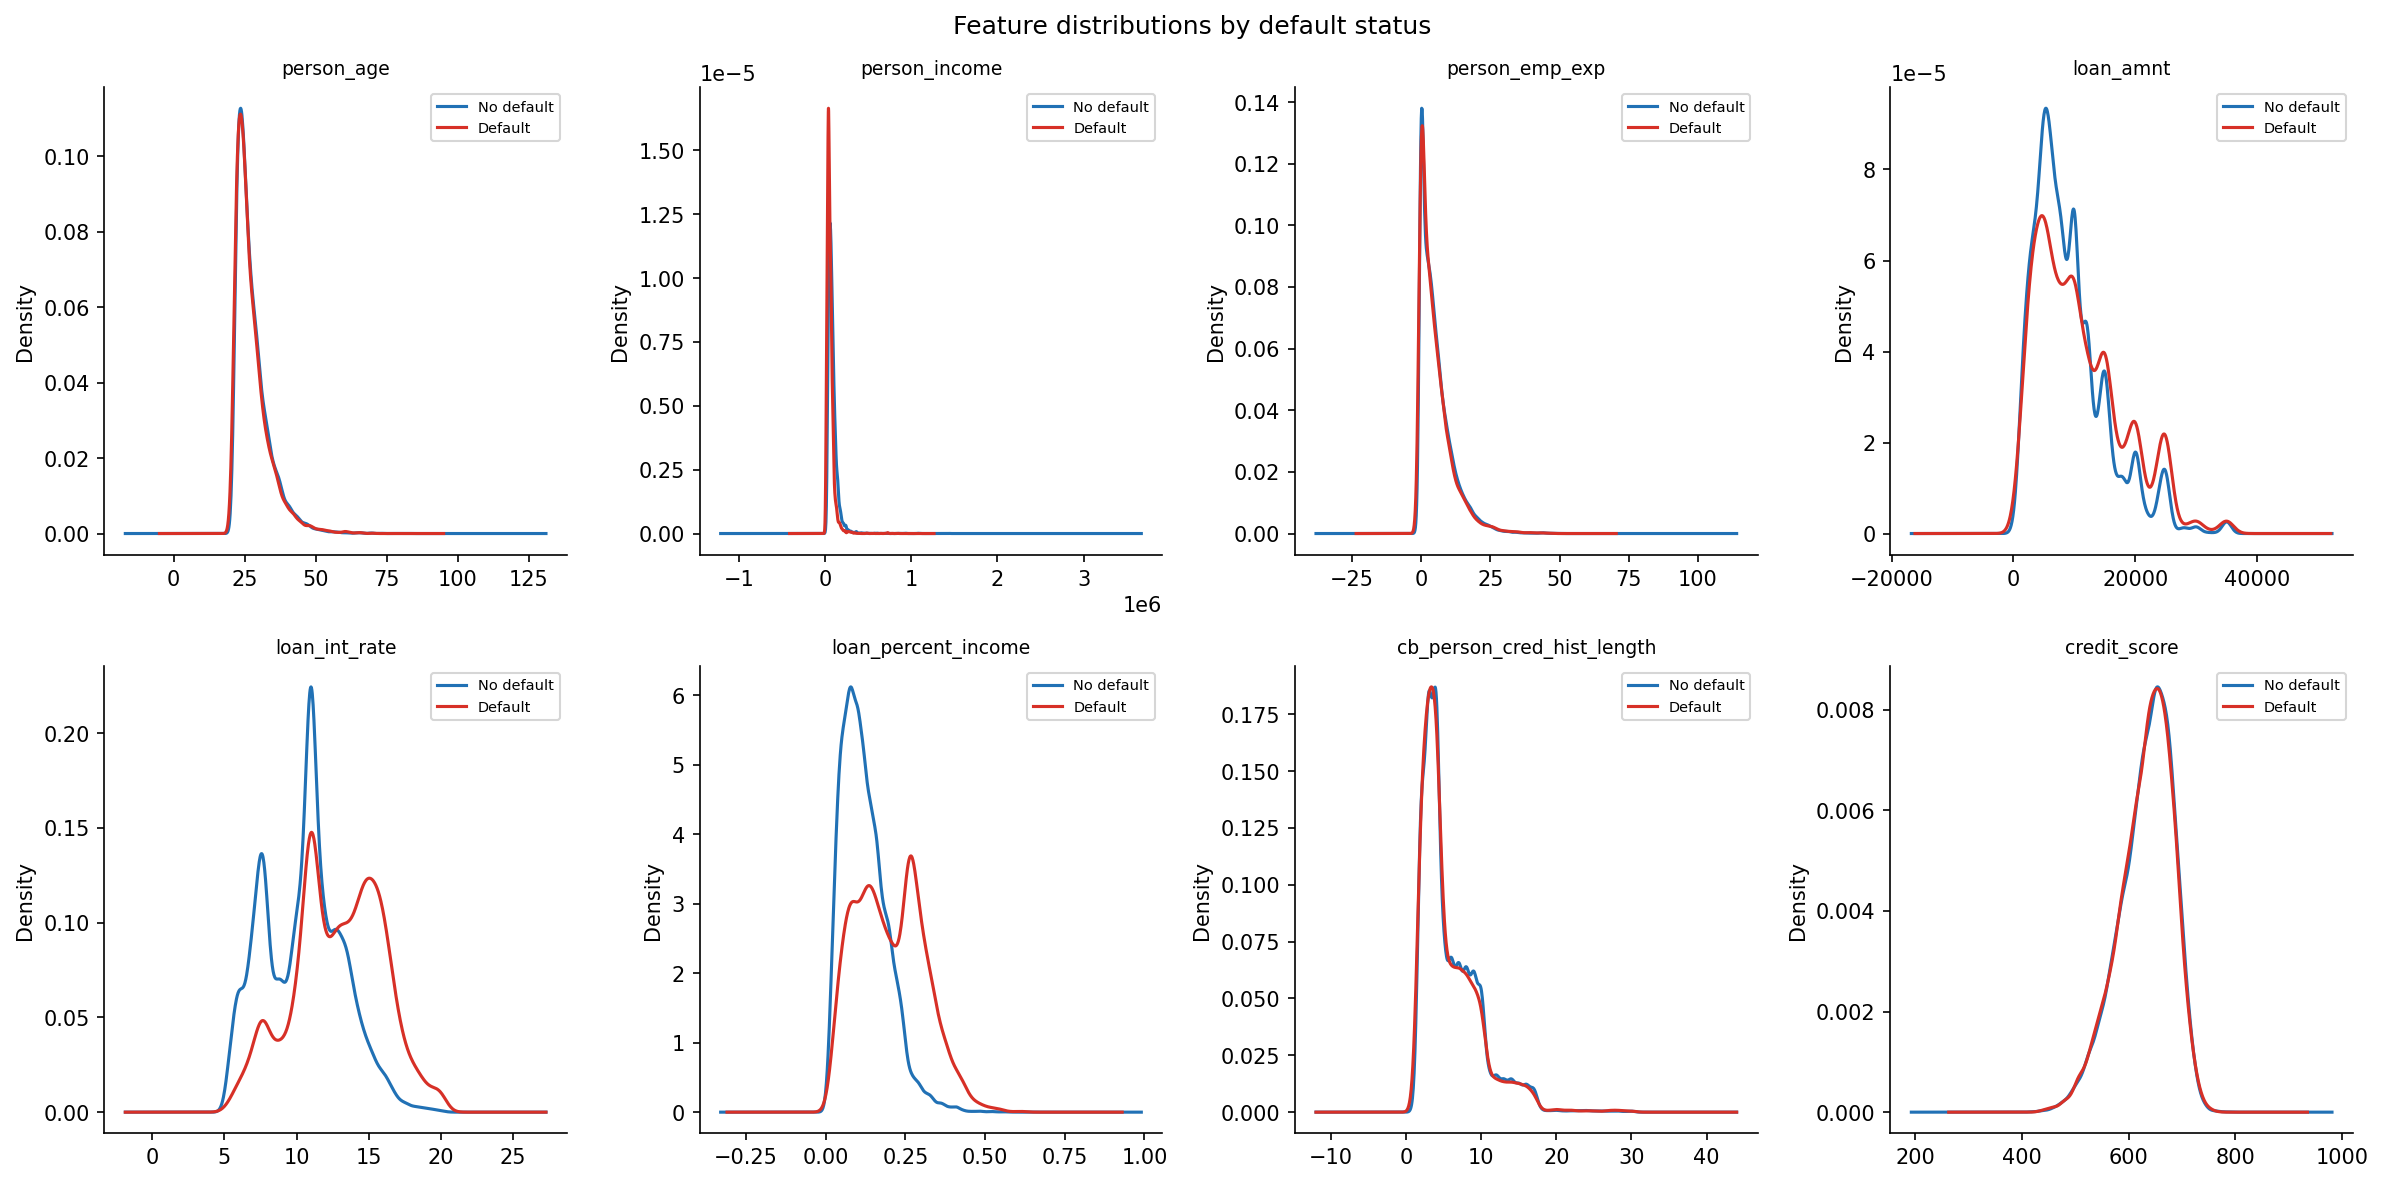 Feature distributions by default status
person_age
Density
0.10
0.08
0.06
0.04
0.02
0.00
0 25 50 75 100 125
No default
Default
person_income
1e−5
Density
1.50
1.25
1.00
0.75
0.50
0.25
0.00
−1 0 1 2 3
1e6
No default
Default
person_emp_exp
Density
0.14
0.12
0.10
0.08
0.06
0.04
0.02
0.00
−25 0 25 50 75 100
No default
Default
loan_amnt
1e−5
Density
8
6
4
2
0
−20000 0 20000 40000
No default
Default
loan_int_rate
Density
0.20
0.15
0.10
0.05
0.00
0 5 10 15 20 25
No default
Default
loan_percent_income
Density
6
5
4
3
2
1
0
−0.25 0.00 0.25 0.50 0.75 1.00
No default
Default
cb_person_cred_hist_length
Density
0.175
0.150
0.125
0.100
0.075
0.050
0.025
0.000
−10 0 10 20 30 40
No default
Default
credit_score
Density
0.008
0.006
0.004
0.002
0.000
200 400 600 800 1000
No default
Default